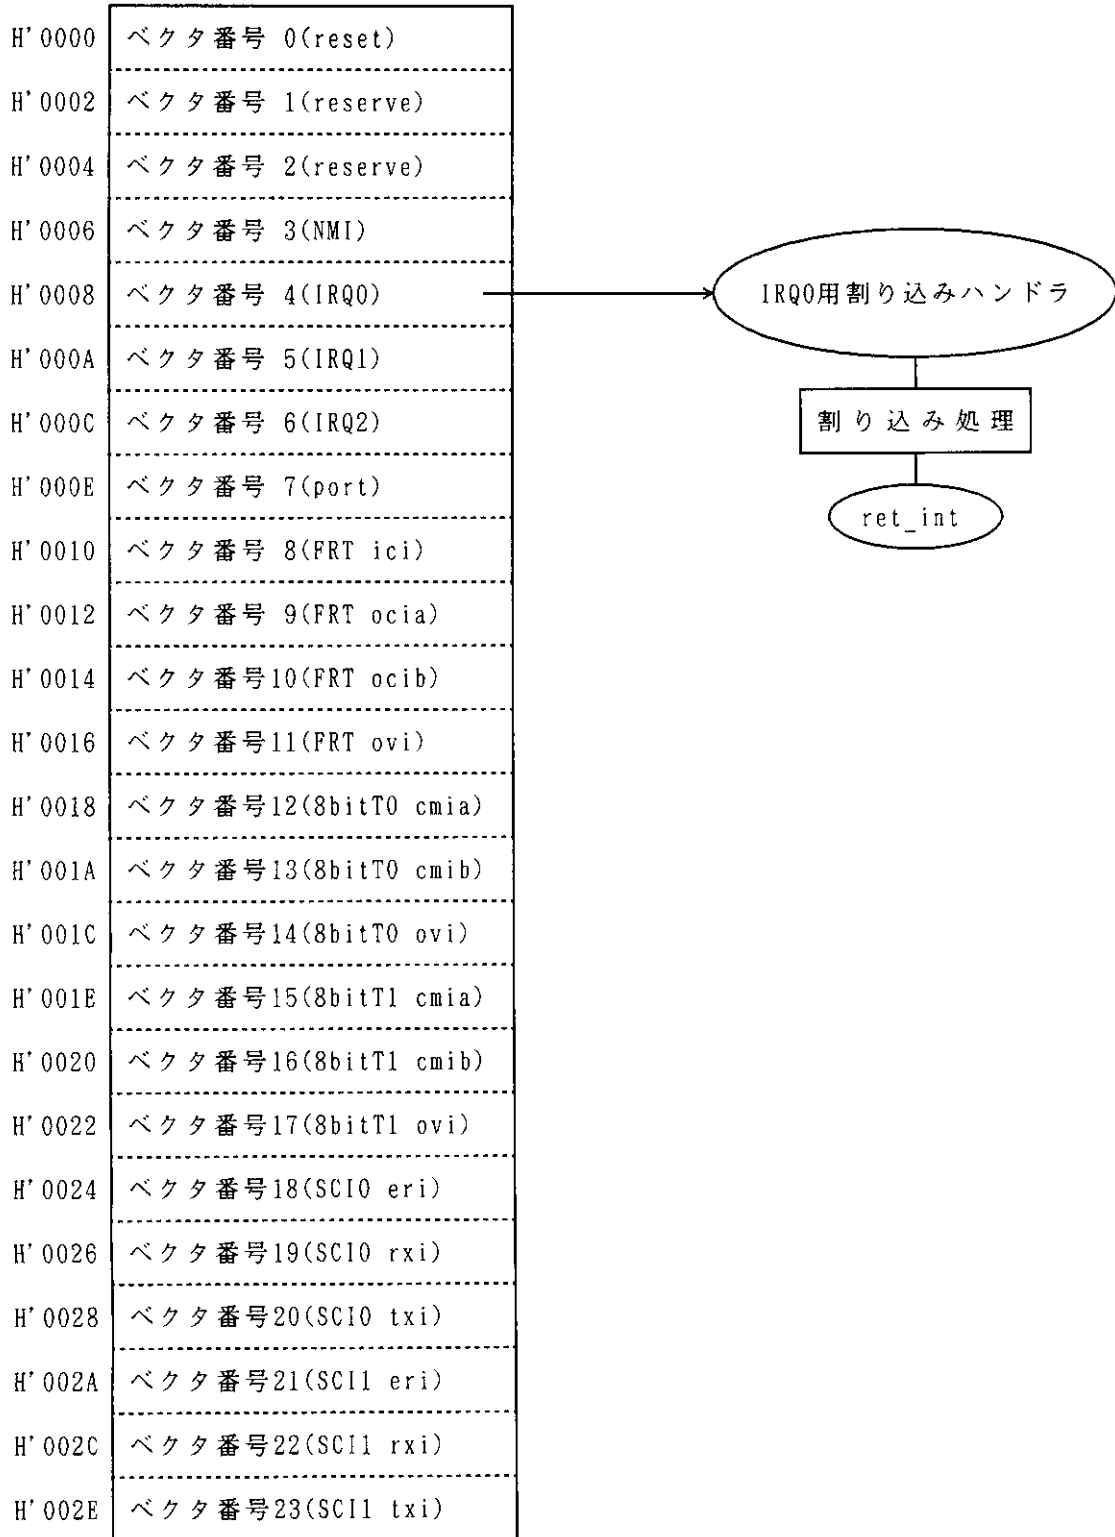 H'0000 ベクタ番号 0(reset)
H'0002 ベクタ番号 1(reserve)
H'0004 ベクタ番号 2(reserve)
H'0006 ベクタ番号 3(NMI)
H'0008 ベクタ番号 4(IRQ0)
IRQ0用割り込みハンドラ
H'000A ベクタ番号 5(IRQ1)
H'000C ベクタ番号 6(IRQ2)
割り込み処理
H'000E ベクタ番号 7(port)
ret_int
H'0010 ベクタ番号 8(FRT ici)
H'0012 ベクタ番号 9(FRT ocia)
H'0014 ベクタ番号10(FRT ocib)
H'0016 ベクタ番号11(FRT ovi)
H'0018 ベクタ番号12(8bitT0 cmia)
H'001A ベクタ番号13(8bitT0 cmib)
H'001C ベクタ番号14(8bitT0 ovi)
H'001E ベクタ番号15(8bitT1 cmia)
H'0020 ベクタ番号16(8bitT1 cmib)
H'0022 ベクタ番号17(8bitT1 ovi)
H'0024 ベクタ番号18(SCI0 eri)
H'0026 ベクタ番号19(SCI0 rxi)
H'0028 ベクタ番号20(SCI0 txi)
H'002A ベクタ番号21(SCI1 eri)
H'002C ベクタ番号22(SCI1 rxi)
H'002E ベクタ番号23(SCI1 txi)